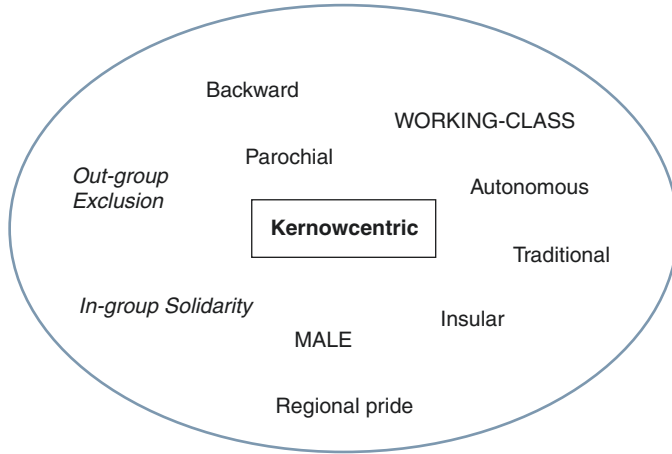 Backward
WORKING-CLASS
Parochial
Out-group
Exclusion
Autonomous
Kernowcentric
Traditional
In-group Solidarity
Insular
MALE
Regional pride